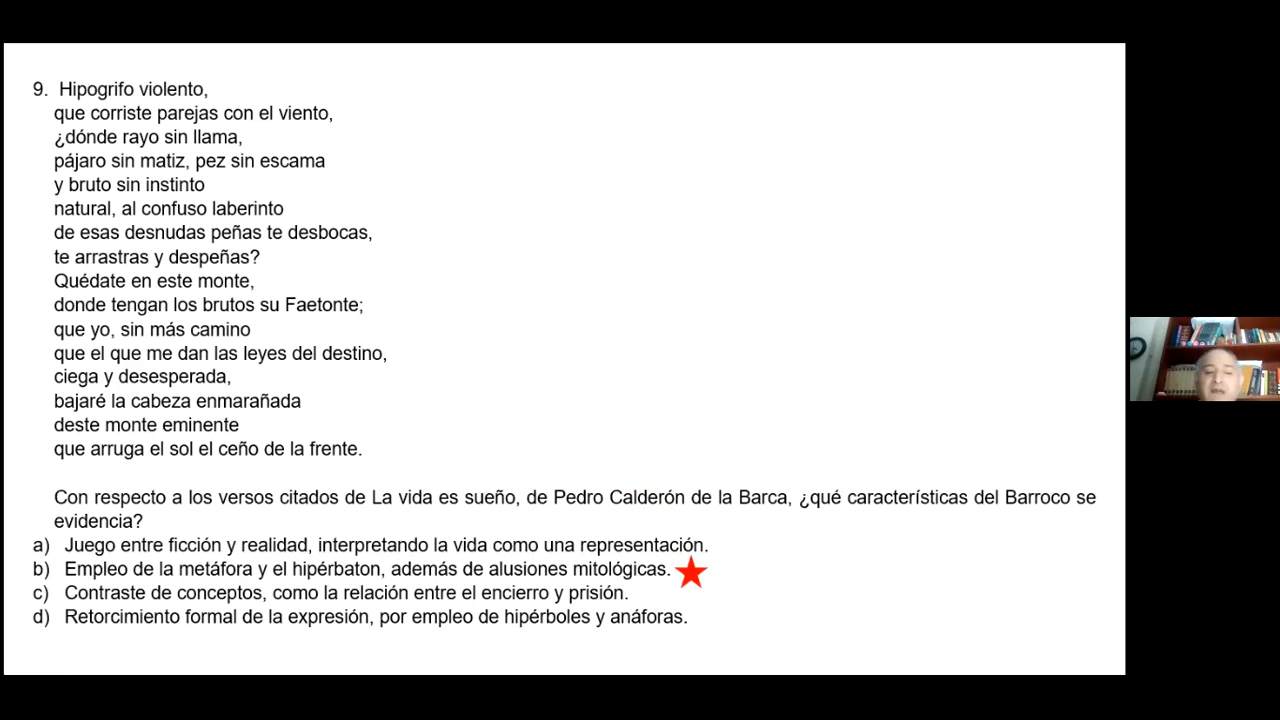 9. Hipogrifo violento,
que corriste parejas con el viento,
¿dónde rayo sin llama,
pájaro sin matiz, pez sin escama
y bruto sin instinto
natural, al confuso laberinto
de esas desnudas peñas te desbocas,
te arrastras y despeñas?
Quédate en este monte,
donde tengan los brutos su Faetonte;
que yo, sin más camino
que el que me dan las leyes del destino,
ciega y desesperada,
bajaré la cabeza enmarañada
deste monte eminente
que arruga el sol el ceño de la frente.
Con respecto a los versos citados de La vida es sueño, de Pedro Calderón de la Barca, ¿qué características del Barroco se
evidencia?
a) Juego entre ficción y realidad, interpretando la vida como una representación.
b) Empleo de la metáfora y el hipérbaton, además de alusiones mitológicas.
c) Contraste de conceptos, como la relación entre el encierro y prisión.
d) Retorcimiento formal de la expresión, por empleo de hipérboles y anáforas.